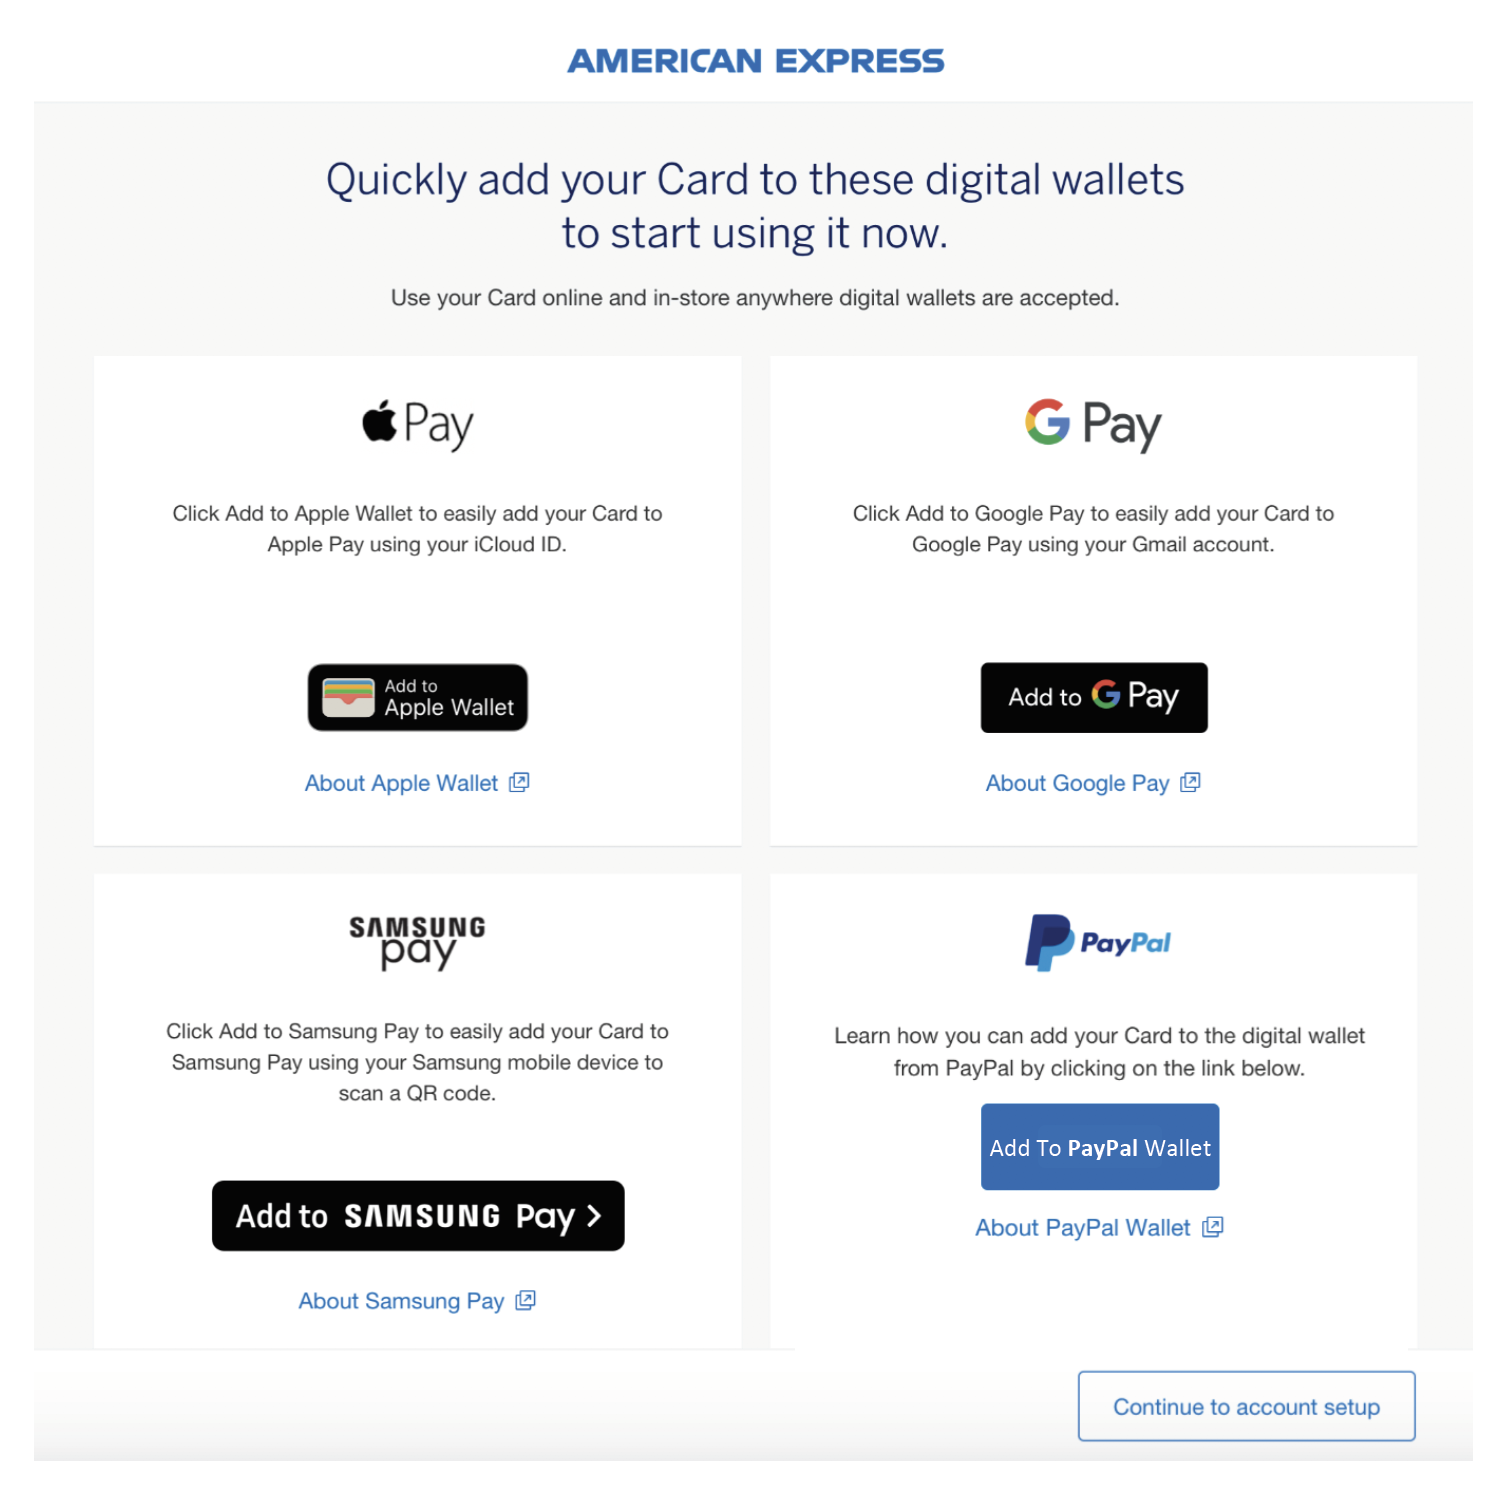 AMERICAN EXPRESS
Quickly add your Card to these digital wallets
to start using it now.
Use your Card online and in-store anywhere digital wallets are accepted.
Pay
Click Add to Apple Wallet to easily add your Card to
Apple Pay using your iCloud ID.
Add to
Apple Wallet
About Apple Wallet
G Pay
Click Add to Google Pay to easily add your Card to
Google Pay using your Gmail account.
Add to G Pay
About Google Pay
SAMSUNG
pay
Click Add to Samsung Pay to easily add your Card to
Samsung Pay using your Samsung mobile device to
scan a QR code.
Add to SAMSUNG Pay >
About Samsung Pay
PayPal
Learn how you can add your Card to the digital wallet
from PayPal by clicking on the link below.
Add To PayPal Wallet
About PayPal Wallet
Continue to account setup